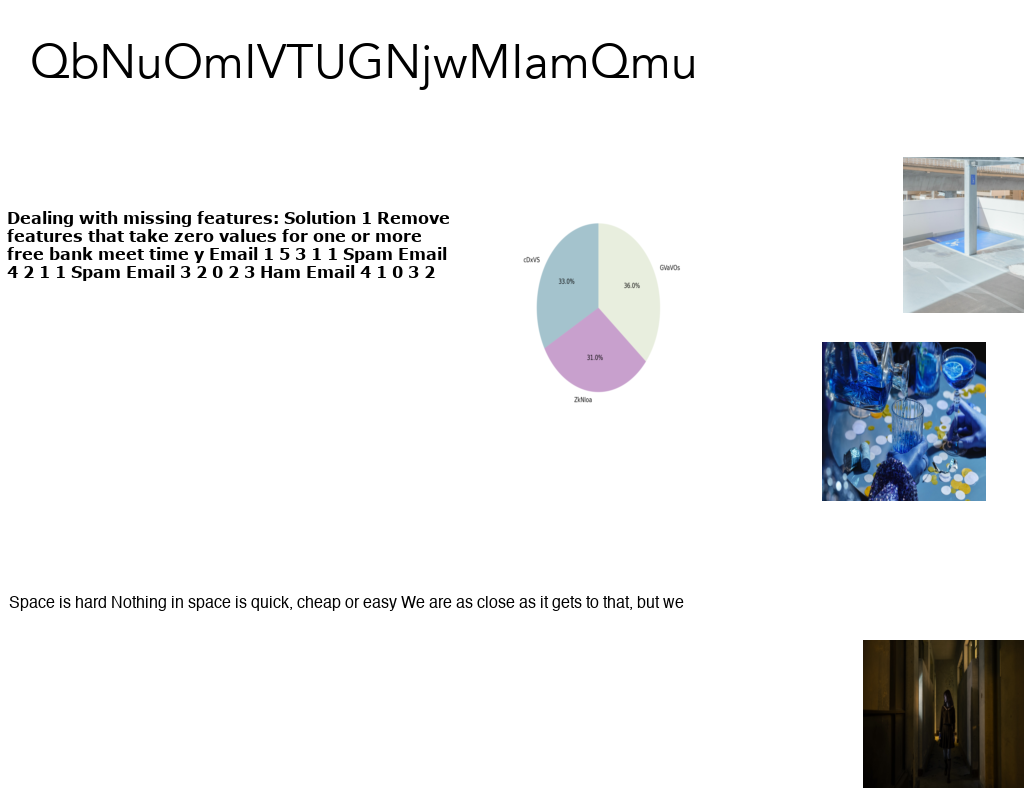 QbNuOmIVTUGNjwMIamQmu
Dealing with missing features: Solution 1 Remove
features that take zero values for one or more
free bank meet time y Email 1 5 3 1 1 Spam Email
4 2 1 1 Spam Email 3 2 0 2 3 Ham Email 4 1 0 3 2
cDxVS
GVaVOs
33.0%
36.0%
31.0%
ZkNloa
Space is hard Nothing in space is quick, cheap or easy We are as close as it gets to that, but we